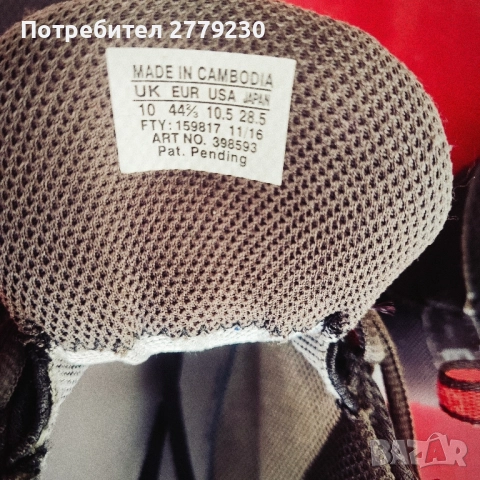 Потребител 2779230
MADE IN CAMBODIA
UK EUR USA JAPAN
10 44⅔ 10.5 28.5
FTY: 159817 11/16
ART NO. 398593
Pat. Pending
BAZAR